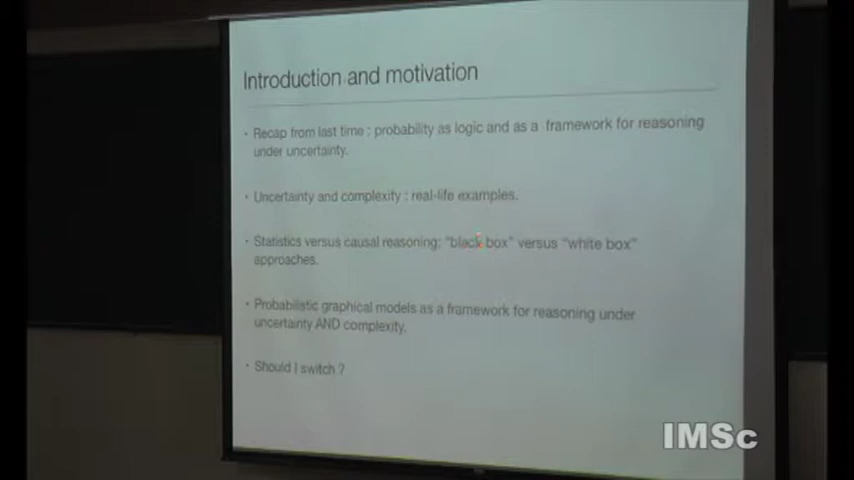 Introduction and motivation
• Recap from last time : probability as logic and as a framework for reasoning
under uncertainty.
• Uncertainty and complexity : real-life examples.
• Statistics versus causal reasoning: "black box" versus "white box"
approaches.
• Probabilistic graphical models as a framework for reasoning under
uncertainty AND complexity.
• Should I switch ?
IMSc